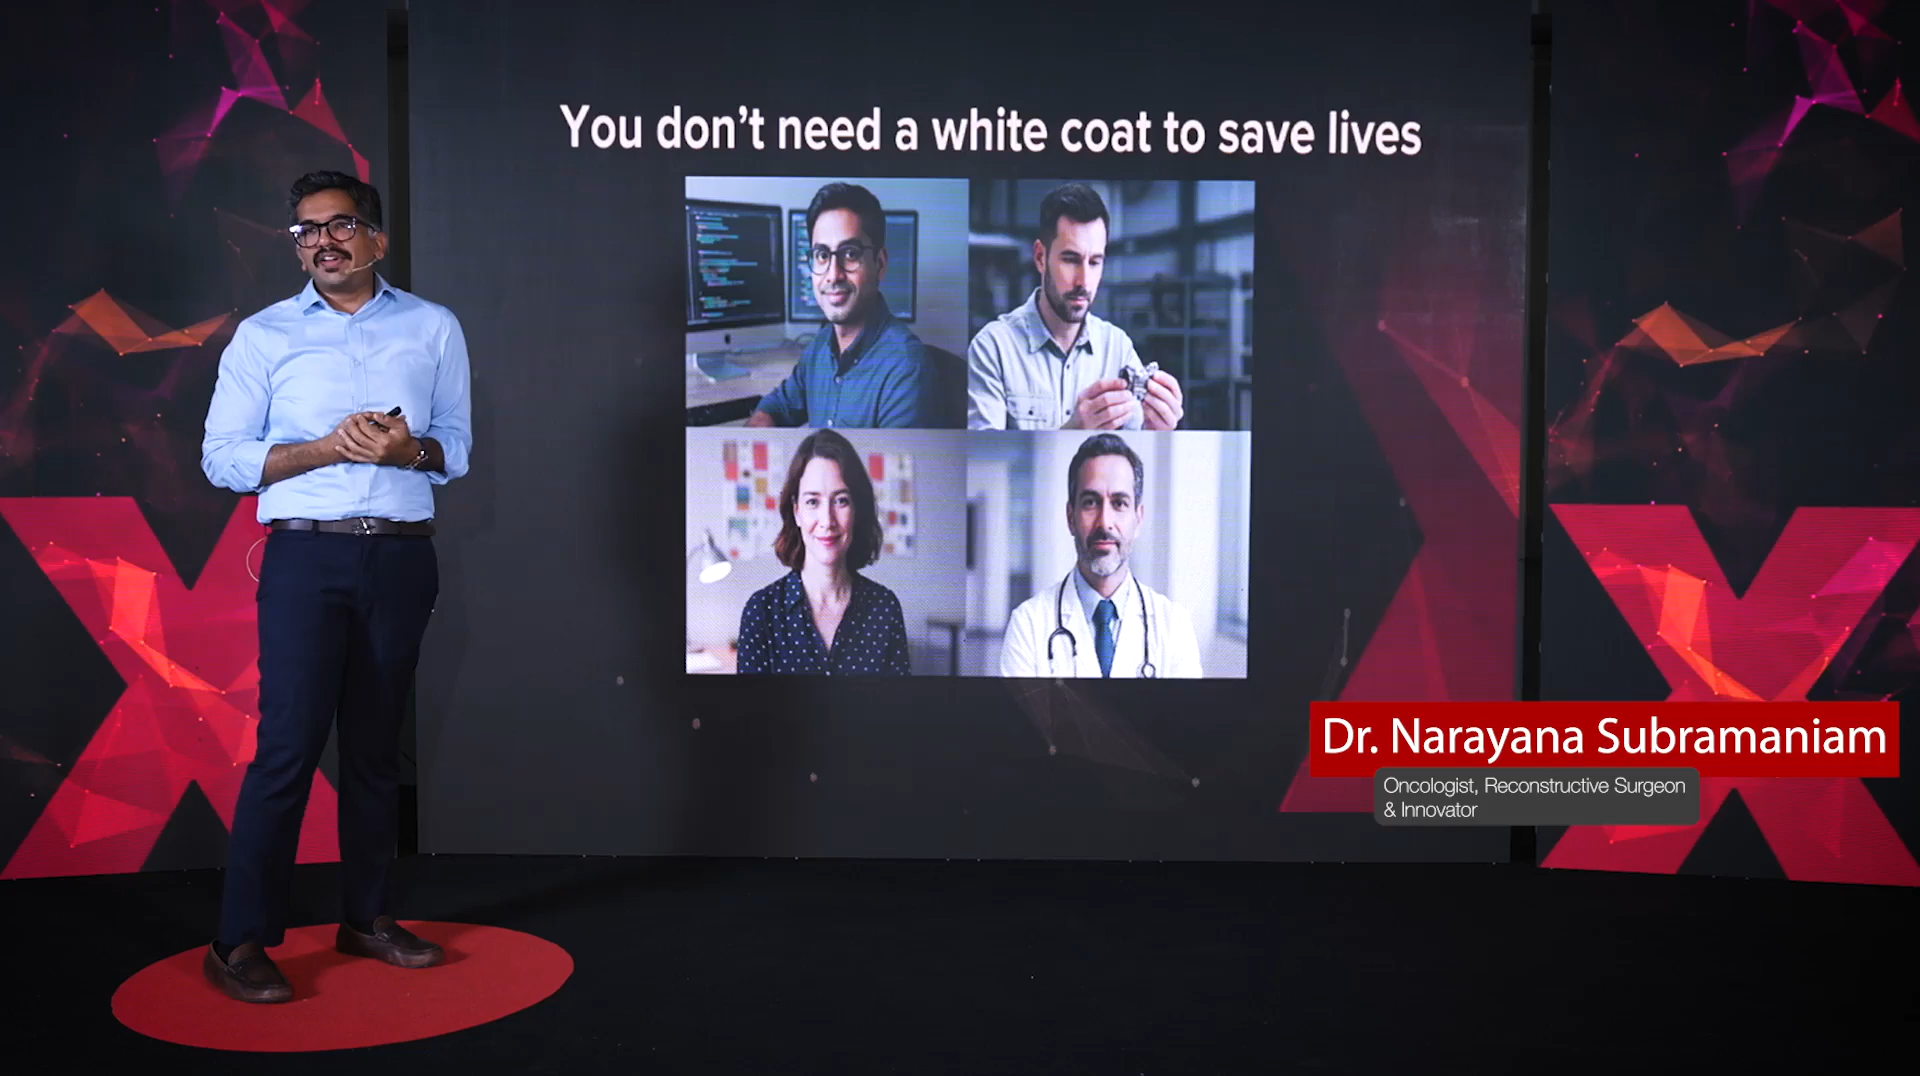 You don't need a white coat to save lives
Dr. Narayana Subramaniam
Oncologist, Reconstructive Surgeon
& Innovator